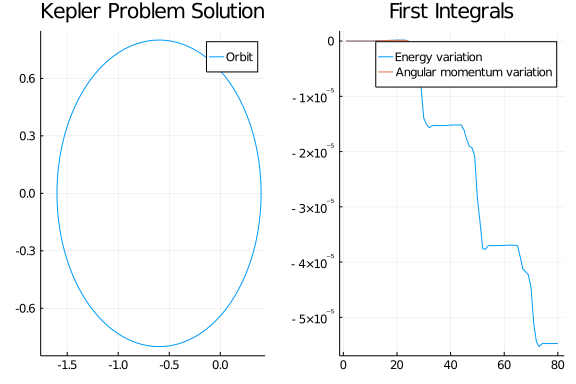 Kepler Problem Solution
Orbit
0.6
0.3
0.0
-0.3
-0.6
-1.5 -1.0 -0.5 0.0
First Integrals
Energy variation
Angular momentum variation
0
- 1×10⁻⁵
- 2×10⁻⁵
- 3×10⁻⁵
- 4×10⁻⁵
- 5×10⁻⁵
0 20 40 60 80